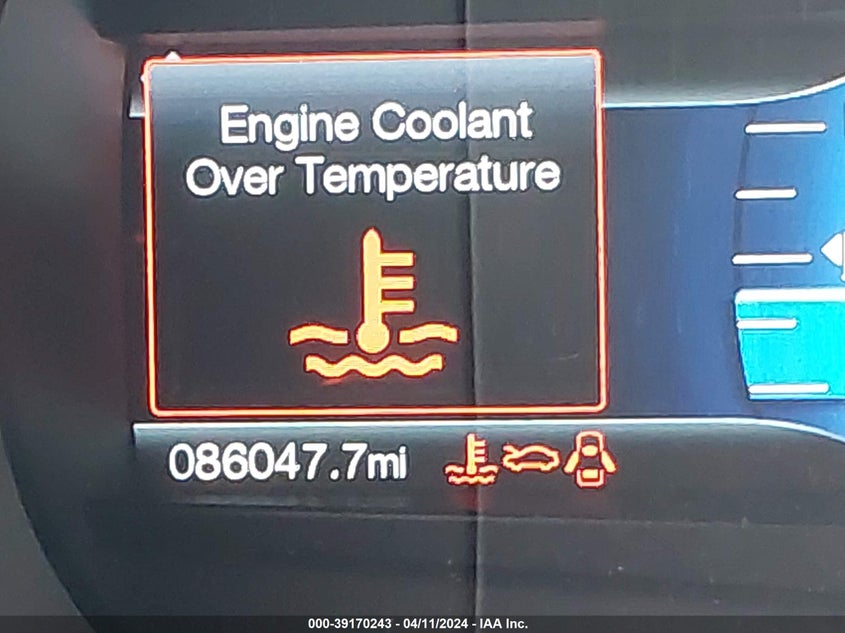 Engine Coolant
Over Temperature
086047.7mi
000-39170243 - 04/11/2024 - IAA Inc.